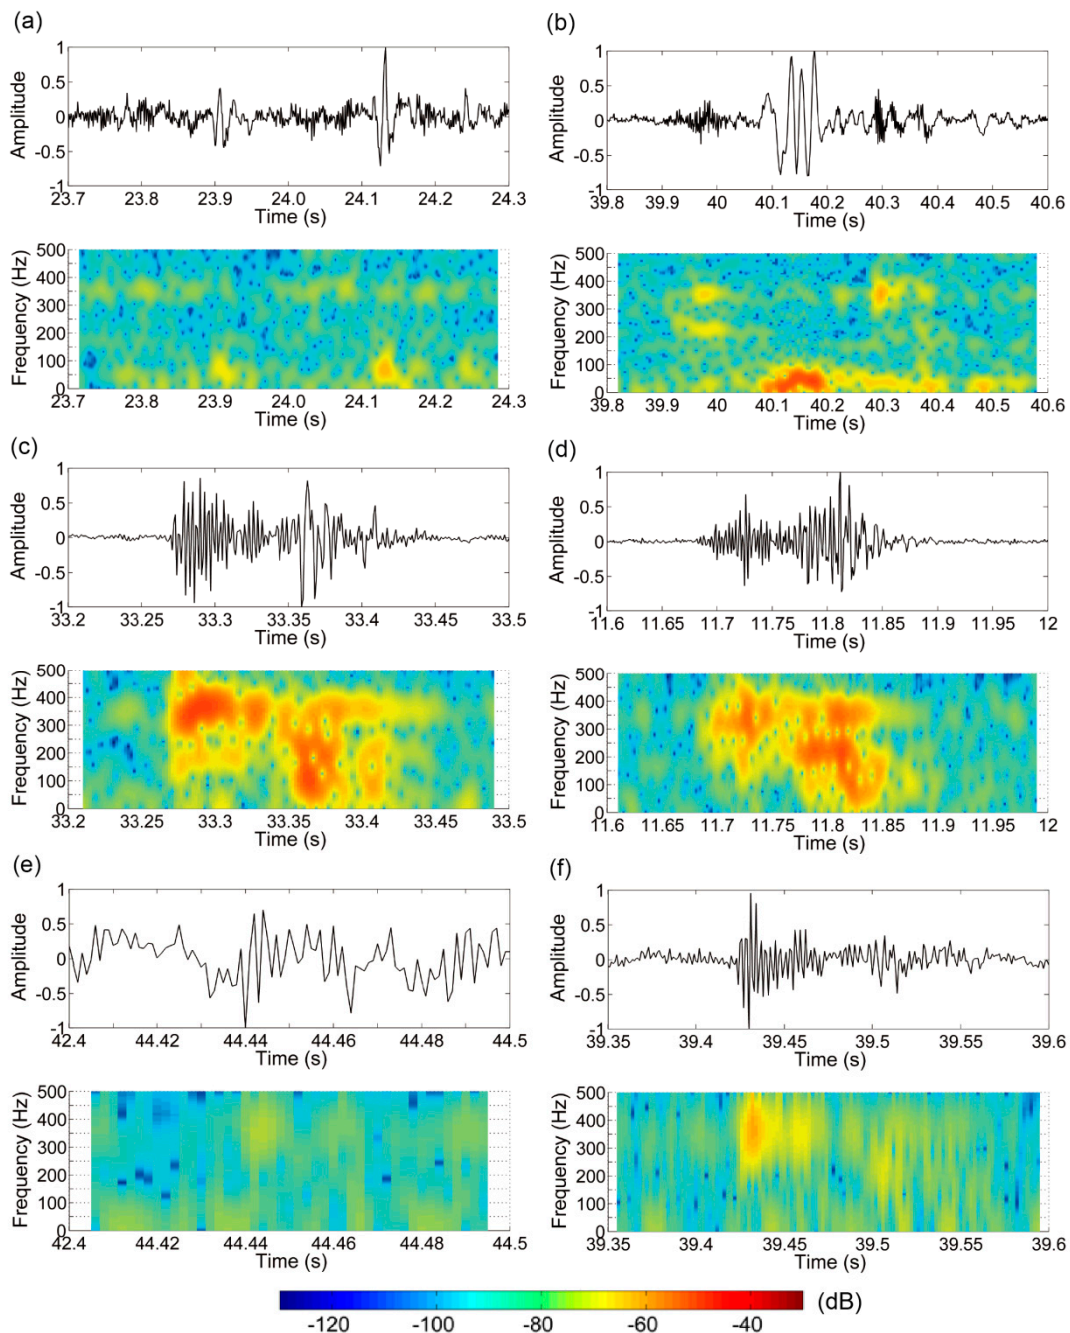 (a)
1
0.5
0
-0.5
-1
Amplitude
23.7 23.8 23.9 24.0 24.1 24.2 24.3
Time (s)
500
400
300
200
100
0
Frequency (Hz)
23.7 23.8 23.9 24.0 24.1 24.2 24.3
Time (s)
(b)
1
0.5
0
-0.5
-1
Amplitude
39.8 39.9 40 40.1 40.2 40.3 40.4 40.5 40.6
Time (s)
500
400
300
200
100
0
Frequency (Hz)
39.8 39.9 40 40.1 40.2 40.3 40.4 40.5 40.6
Time (s)
(c)
1
0.5
0
-0.5
-1
Amplitude
33.2 33.25 33.3 33.35 33.4 33.45 33.5
Time (s)
500
400
300
200
100
0
Frequency (Hz)
33.2 33.25 33.3 33.35 33.4 33.45 33.5
Time (s)
(d)
1
0.5
0
-0.5
-1
Amplitude
11.6 11.65 11.7 11.75 11.8 11.85 11.9 11.95 12
Time (s)
500
400
300
200
100
0
Frequency (Hz)
11.6 11.65 11.7 11.75 11.8 11.85 11.9 11.95 12
Time (s)
(e)
1
0.5
0
-0.5
-1
Amplitude
42.4 44.42 44.44 44.46 44.48 44.5
Time (s)
500
400
300
200
100
0
Frequency (Hz)
42.4 44.42 44.44 44.46 44.48 44.5
Time (s)
(f)
1
0.5
0
-0.5
-1
Amplitude
39.35 39.4 39.45 39.5 39.55 39.6
Time (s)
500
400
300
200
100
0
Frequency (Hz)
39.35 39.4 39.45 39.5 39.55 39.6
Time (s)
-120 -100 -80 -60 -40
(dB)